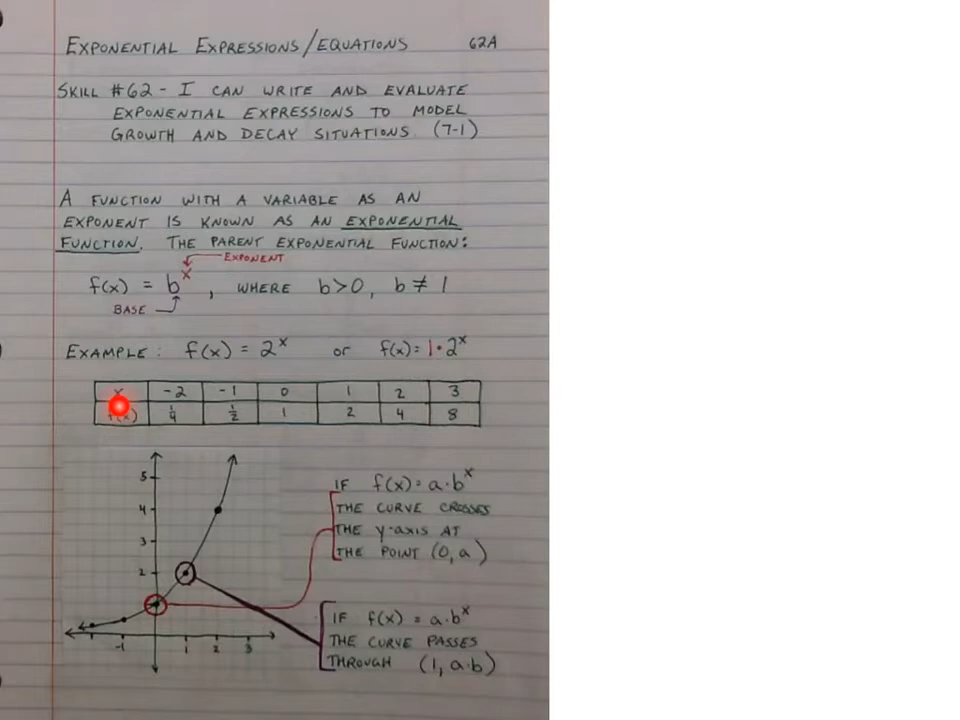 EXPONENTIAL EXPRESSIONS/EQUATIONS 62A
SKILL #62 - I CAN WRITE AND EVALUATE
EXPONENTIAL EXPRESSIONS TO MODEL
GROWTH AND DECAY SITUATIONS. (7-1)
A FUNCTION WITH A VARIABLE AS AN
EXPONENT IS KNOWN AS AN EXPONENTIAL
FUNCTION. THE PARENT EXPONENTIAL FUNCTION:
EXPONENT
f(x) = b^x, WHERE b>0, b≠1
BASE
EXAMPLE: f(x) = 2^x or f(x) = 1·2^x
x -2 -1 0 1 2 3
f(x) 1/4 1/2 1 2 4 8
5
4
3
2
-1 1 2 3
IF f(x) = a·b^x
THE CURVE CROSSES
THE y-AXIS AT
THE POINT (0, a)
IF f(x) = a·b^x
THE CURVE PASSES
THROUGH (1, a·b)